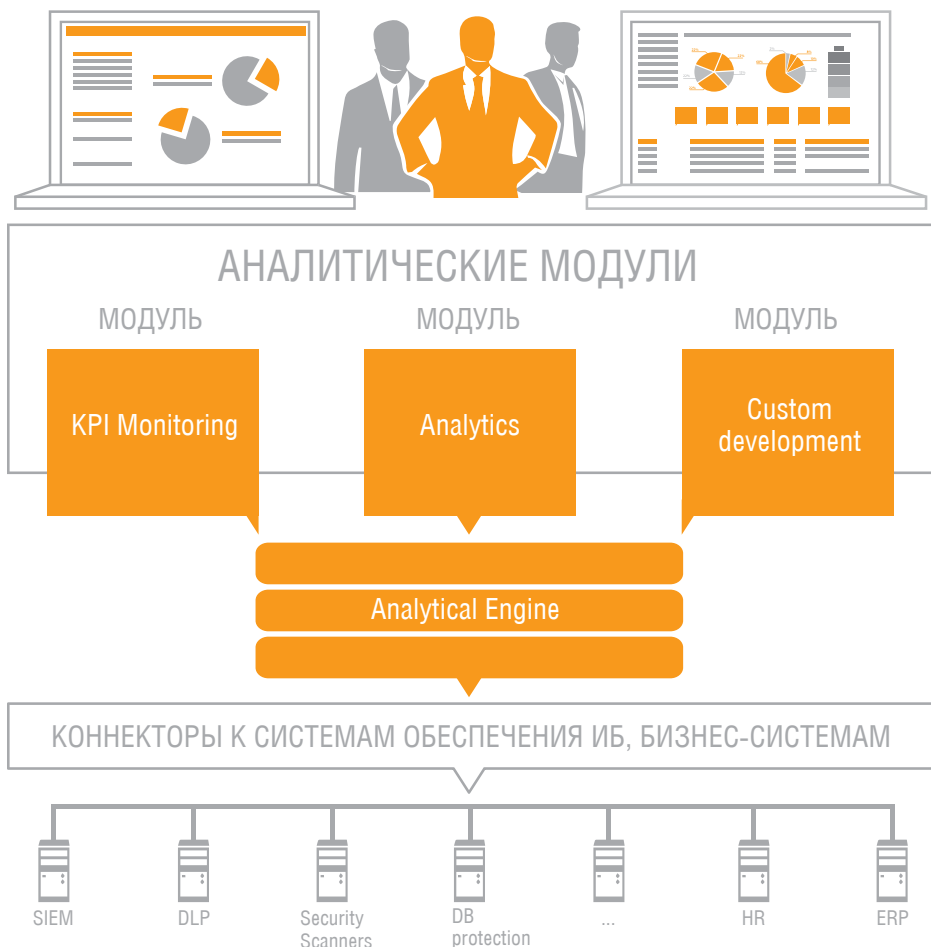 АНАЛИТИЧЕСКИЕ МОДУЛИ
МОДУЛЬ
МОДУЛЬ
МОДУЛЬ
KPI Monitoring
Analytics
Custom
development
Analytical Engine
КОННЕКТОРЫ К СИСТЕМАМ ОБЕСПЕЧЕНИЯ ИБ, БИЗНЕС-СИСТЕМАМ
SIEM
DLP
Security
Scanners
DB
protection
...
HR
ERP